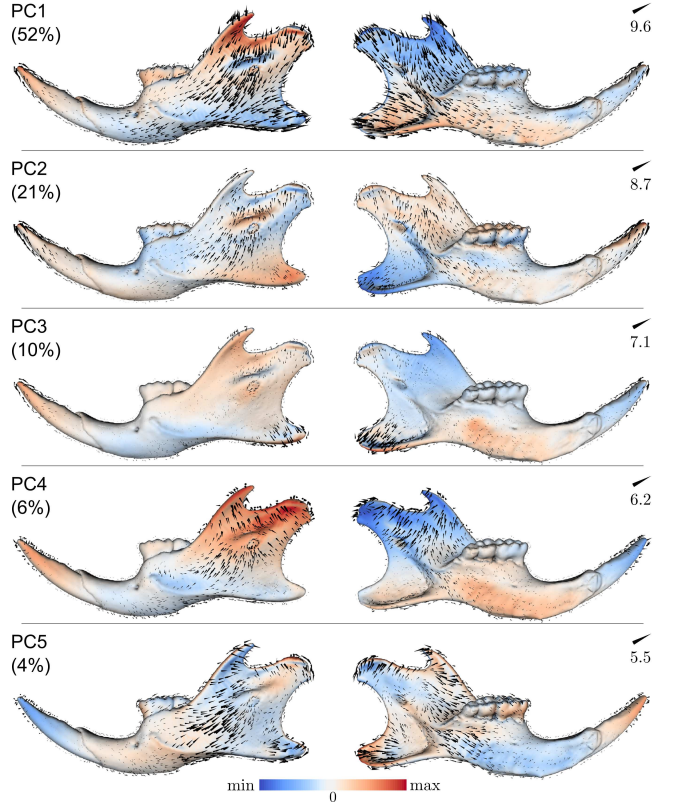 PC1
(52%)
9.6
PC2
(21%)
8.7
PC3
(10%)
7.1
PC4
(6%)
6.2
PC5
(4%)
5.5
min max
0